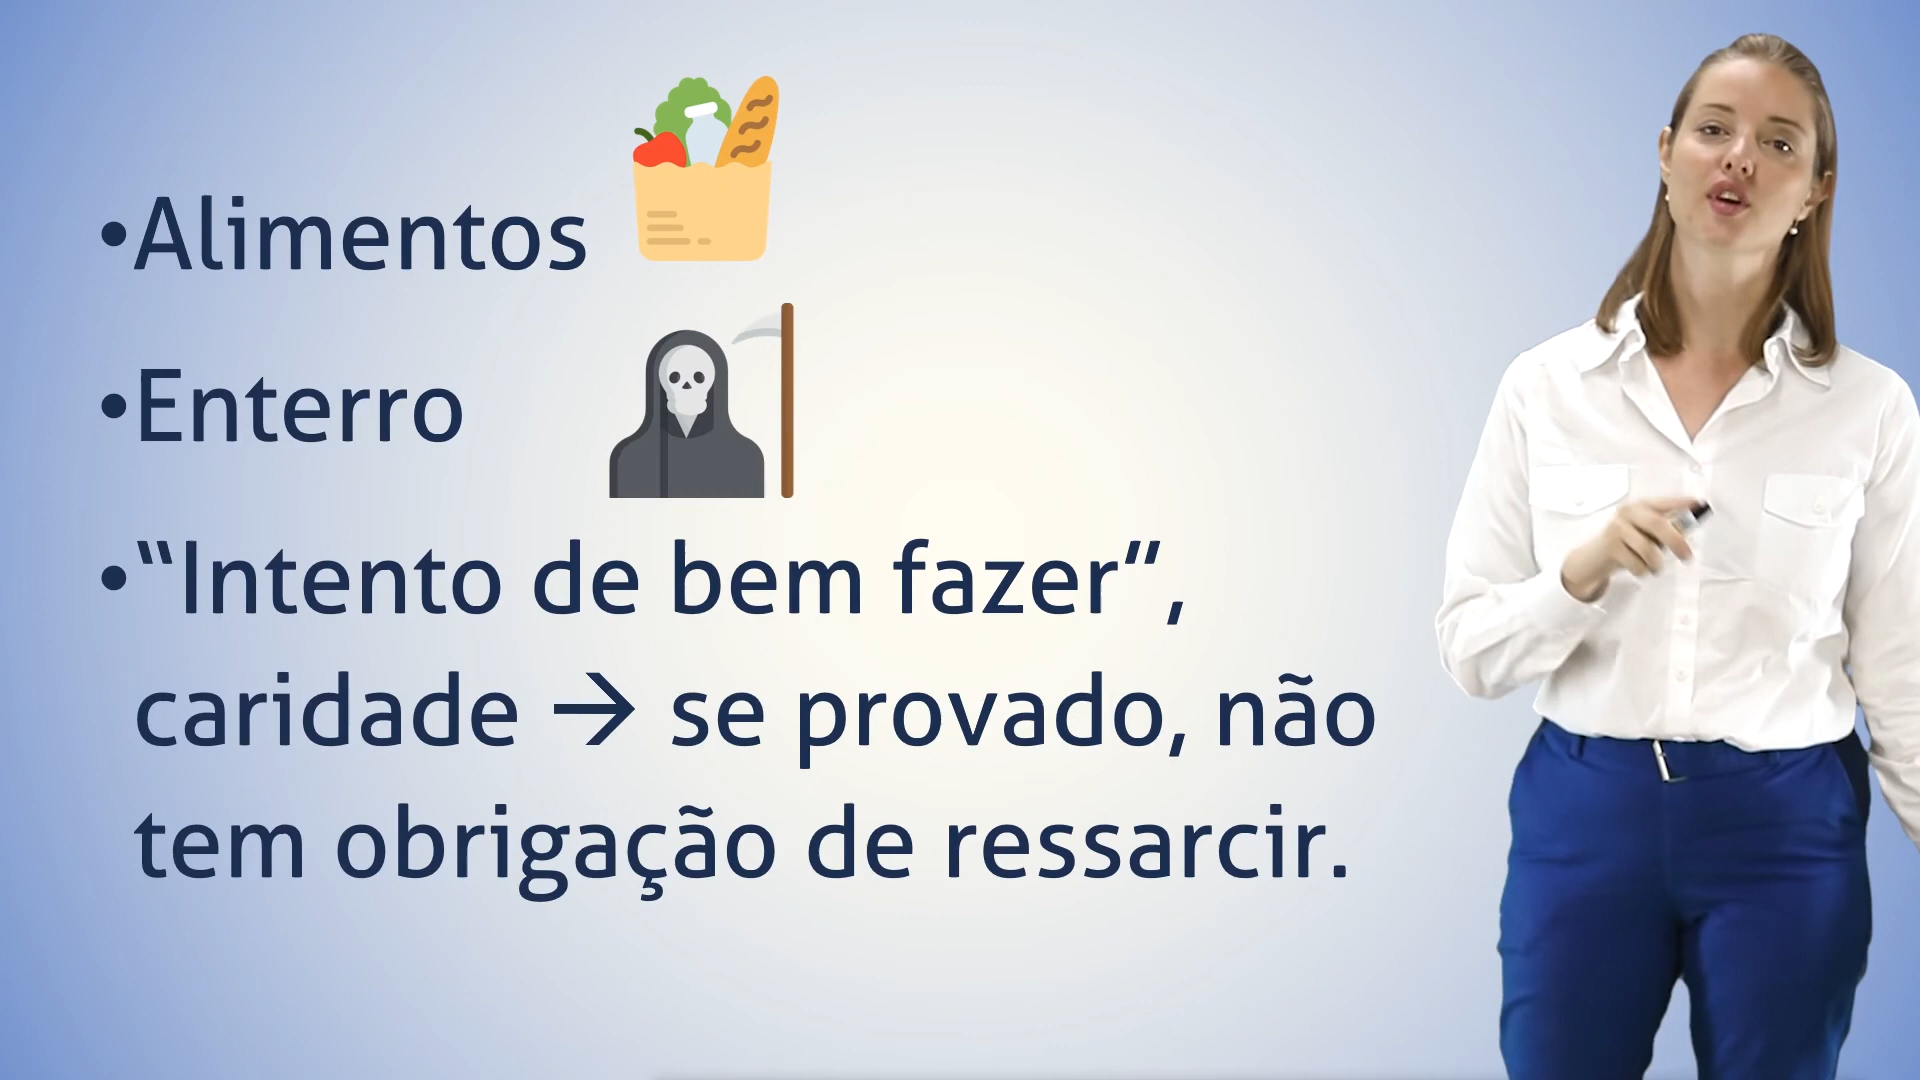 •Alimentos
•Enterro
•“Intento de bem fazer”,
caridade → se provado, não
tem obrigação de ressarcir.